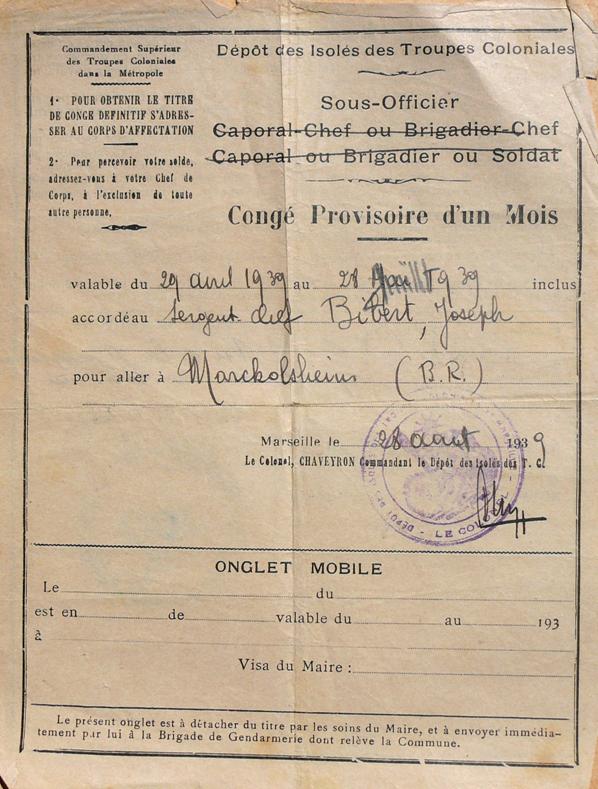 Commandement Supérieur
des Troupes Coloniales
dans la Métropole
1° POUR OBTENIR LE TITRE
DE CONGE DEFINITIF S'ADRES-
SER AU CORPS D'AFFECTATION
2° Pour percevoir votre solde,
adressez-vous à votre Chef de
Corps, à l'exclusion de toute
autre personne.
Dépôt des Isolés des Troupes Coloniales
Sous-Officier
Caporal-Chef ou Brigadier-Chef
Caporal ou Brigadier ou Soldat
Congé Provisoire d'un Mois
valable du 29 avril 1939 au 28 1939 inclus
accordé au Sergent chef Bibert, Joseph
pour aller à Marckolsheim (B.R.)
Marseille le 28 1939
Le Colonel, CHAVEYRON Commandant le Dépôt des Isolés des T. C.
LE COLONEL
ONGLET MOBILE
Le du
est en de valable du au 193
à
Visa du Maire :
Le présent onglet est à détacher du titre par les soins du Maire, et à envoyer immédia-
tement par lui à la Brigade de Gendarmerie dont relève la Commune.